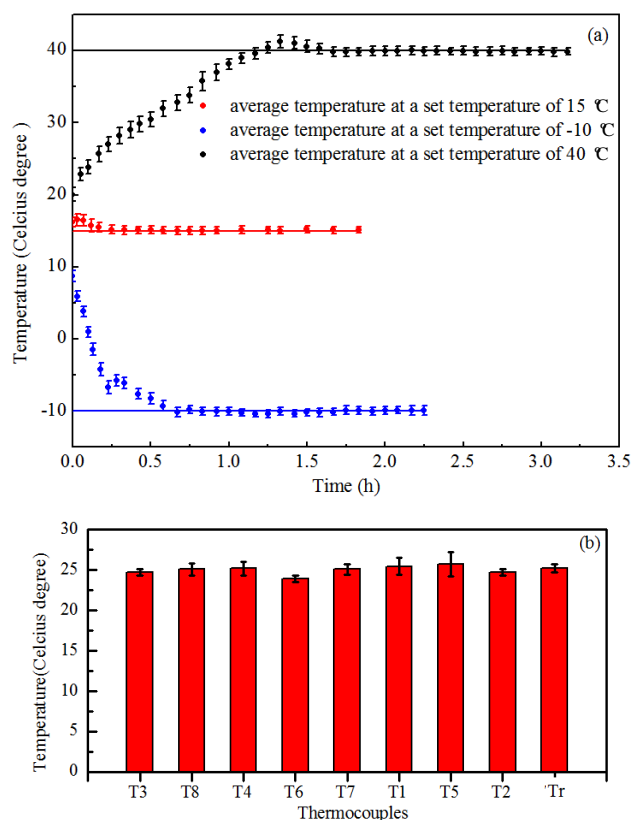 (a)
40
30
20
10
0
-10
Temperature (Celcius degree )
average temperature at a set temperature of 15 ℃
average temperature at a set temperature of -10 ℃
average temperature at a set temperature of 40 ℃
0.0 0.5 1.0 1.5 2.0 2.5 3.0 3.5
Time (h)
(b)
30
25
20
15
10
5
0
Temperature(Celcius degree)
T3 T8 T4 T6 T7 T1 T5 T2 Tr
Thermocouples